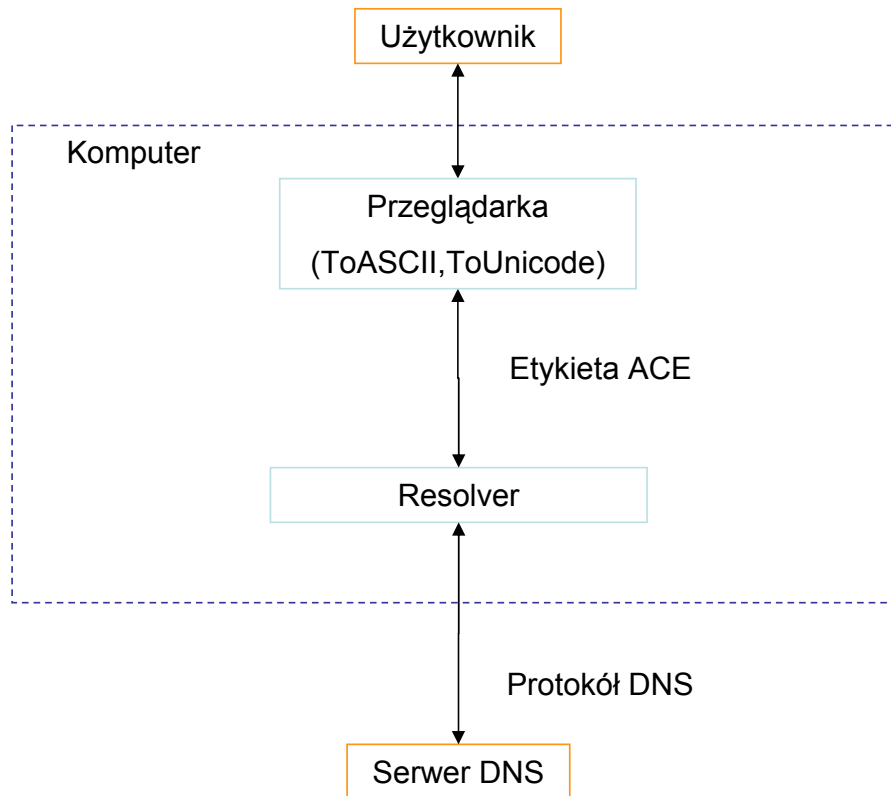 Użytkownik
Komputer
Przeglądarka
(ToASCII,ToUnicode)
Etykieta ACE
Resolver
Protokół DNS
Serwer DNS